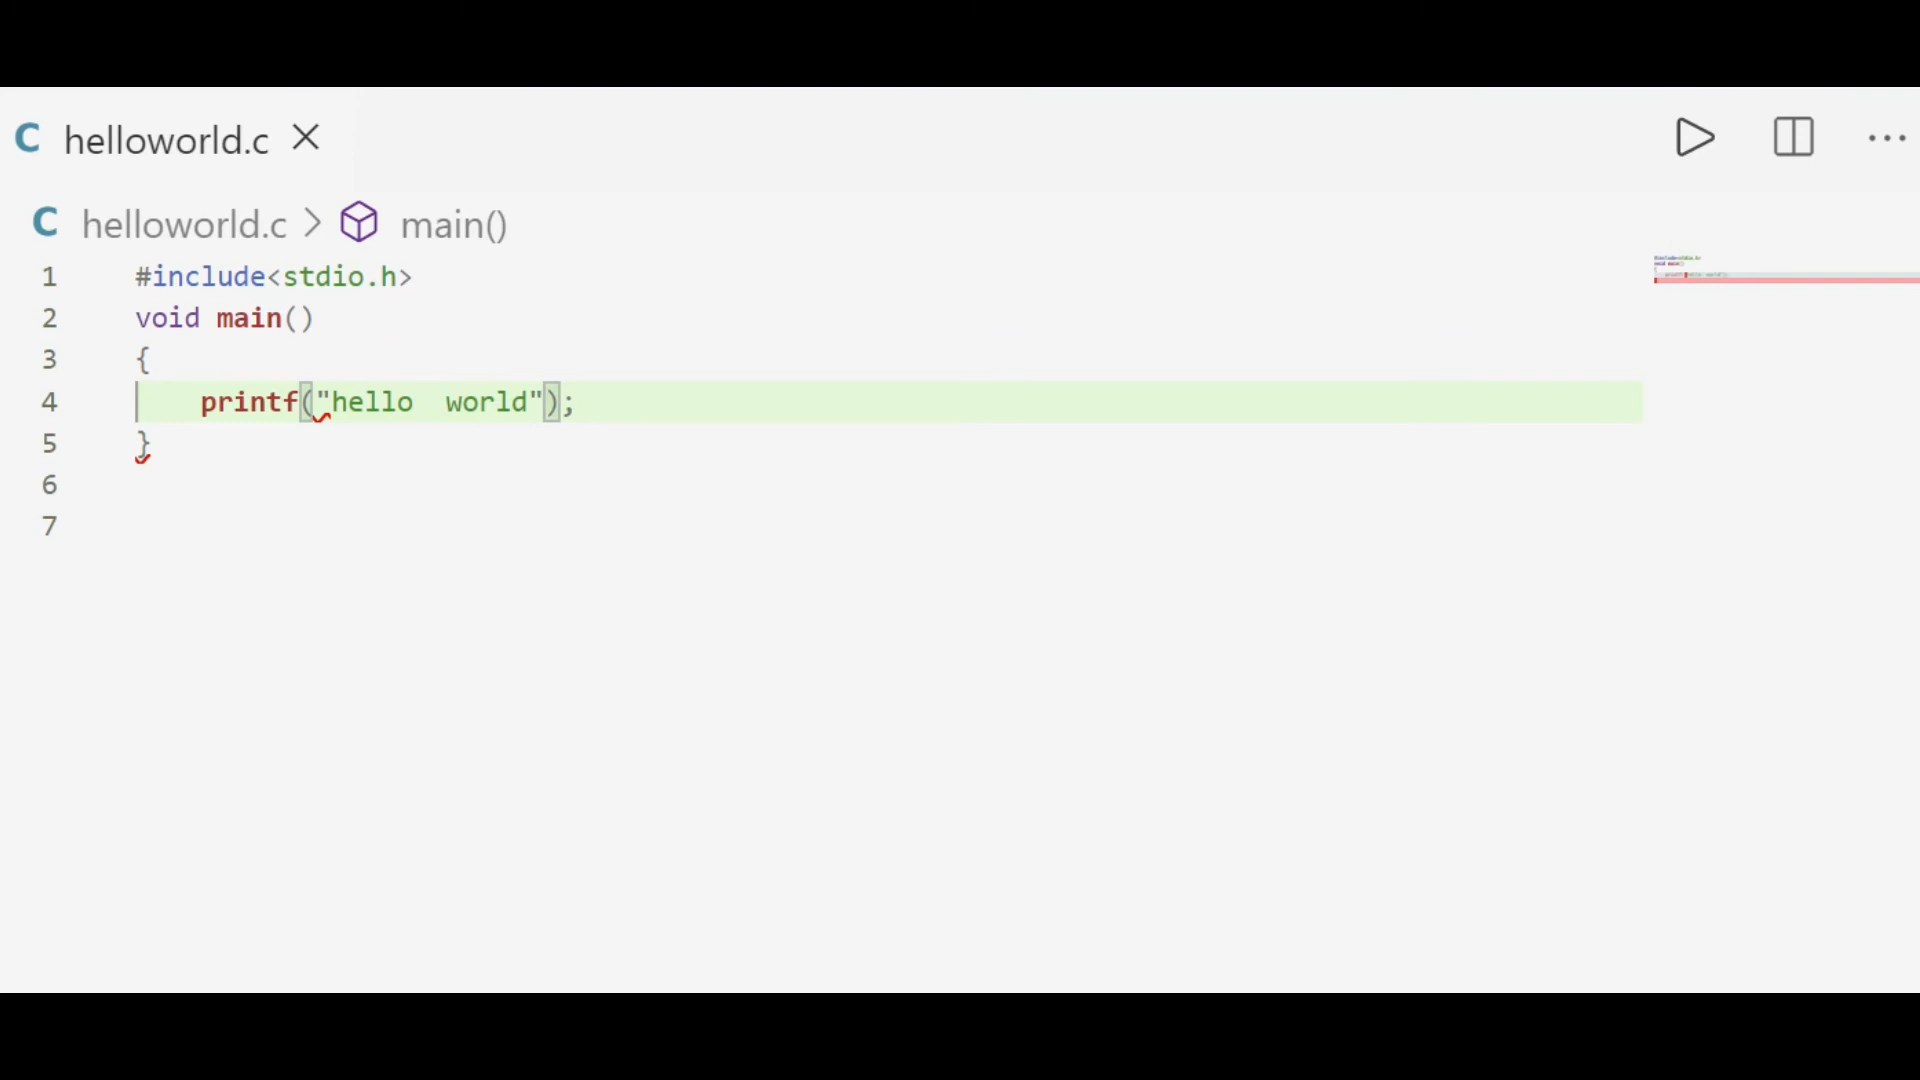 C helloworld.c ×
C helloworld.c > main()
1 #include<stdio.h>
2 void main()
3 {
4     printf("hello  world");
5 }
6
7